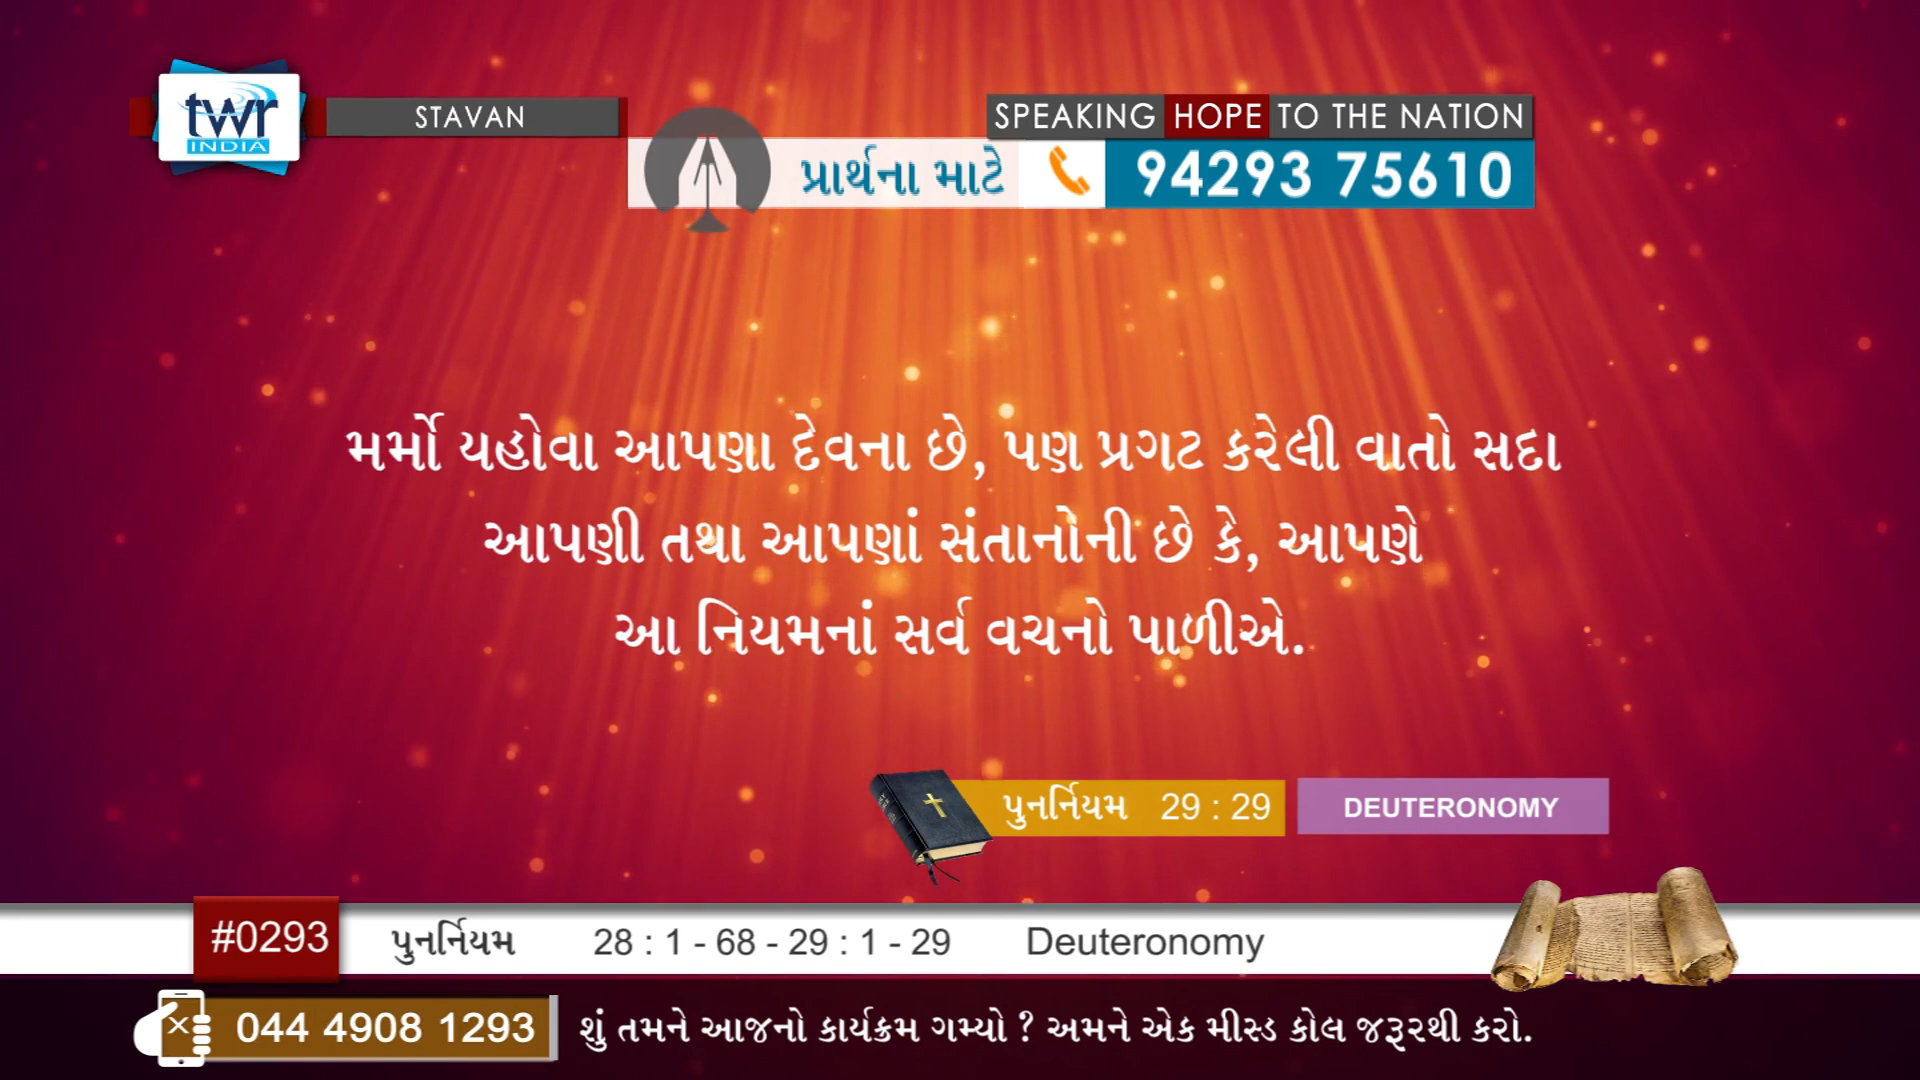 twr
INDIA
STAVAN
SPEAKING HOPE TO THE NATION
પ્રાર્થના માટે 94293 75610
મર્મો યહોવા આપણા દેવના છે, પણ પ્રગટ કરેલી વાતો સદા
આપણી તથા આપણાં સંતાનોની છે કે, આપણે
આ નિયમનાં સર્વ વચનો પાળીએ.
પુનર્નિયમ 29 : 29 DEUTERONOMY
#0293 પુનર્નિયમ 28 : 1 - 68 - 29 : 1 - 29 Deuteronomy
044 4908 1293 શું તમને આજનો કાર્યક્રમ ગમ્યો ? અમને એક મીસ્ડ કોલ જરૂરથી કરો.